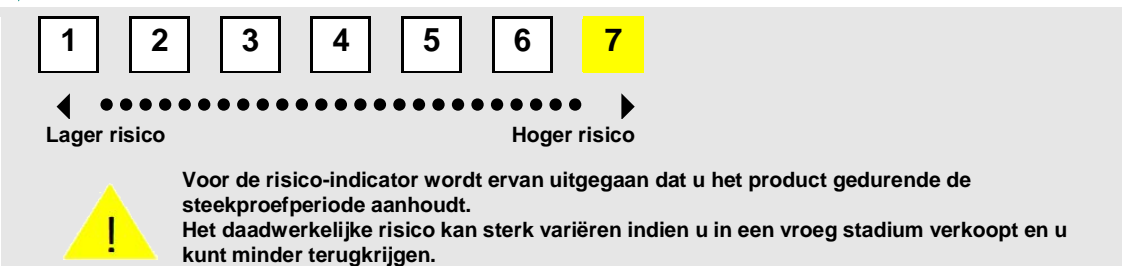 1 2 3 4 5 6 7
Lager risico Hoger risico
! Voor de risico-indicator wordt ervan uitgegaan dat u het product gedurende de
steekproefperiode aanhoudt.
Het daadwerkelijke risico kan sterk variëren indien u in een vroeg stadium verkoopt en u
kunt minder terugkrijgen.